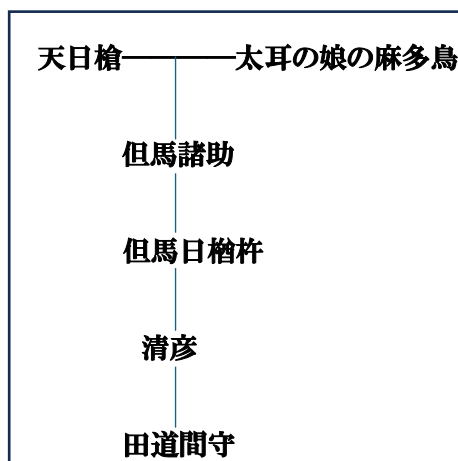 天日槍 太耳の娘の麻多鳥
但馬諸助
但馬日楢杵
清彦
田道間守